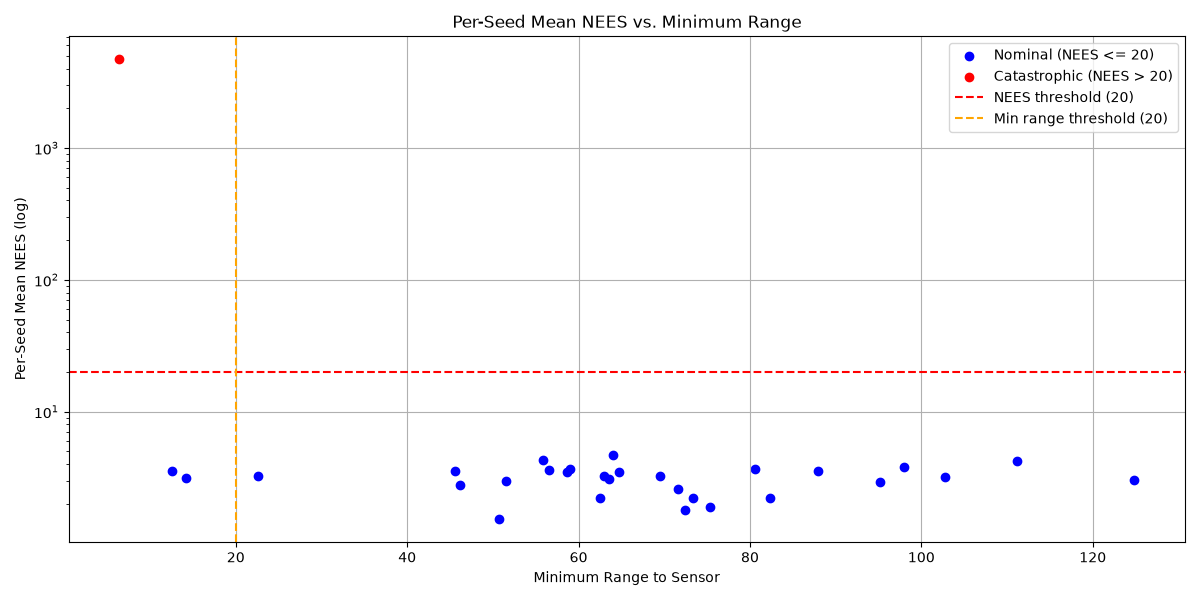 Per-Seed Mean NEES vs. Minimum Range
Nominal (NEES <= 20)
Catastrophic (NEES > 20)
NEES threshold (20)
Min range threshold (20)
Per-Seed Mean NEES (log)
10³
10²
10¹
20 40 60 80 100 120
Minimum Range to Sensor